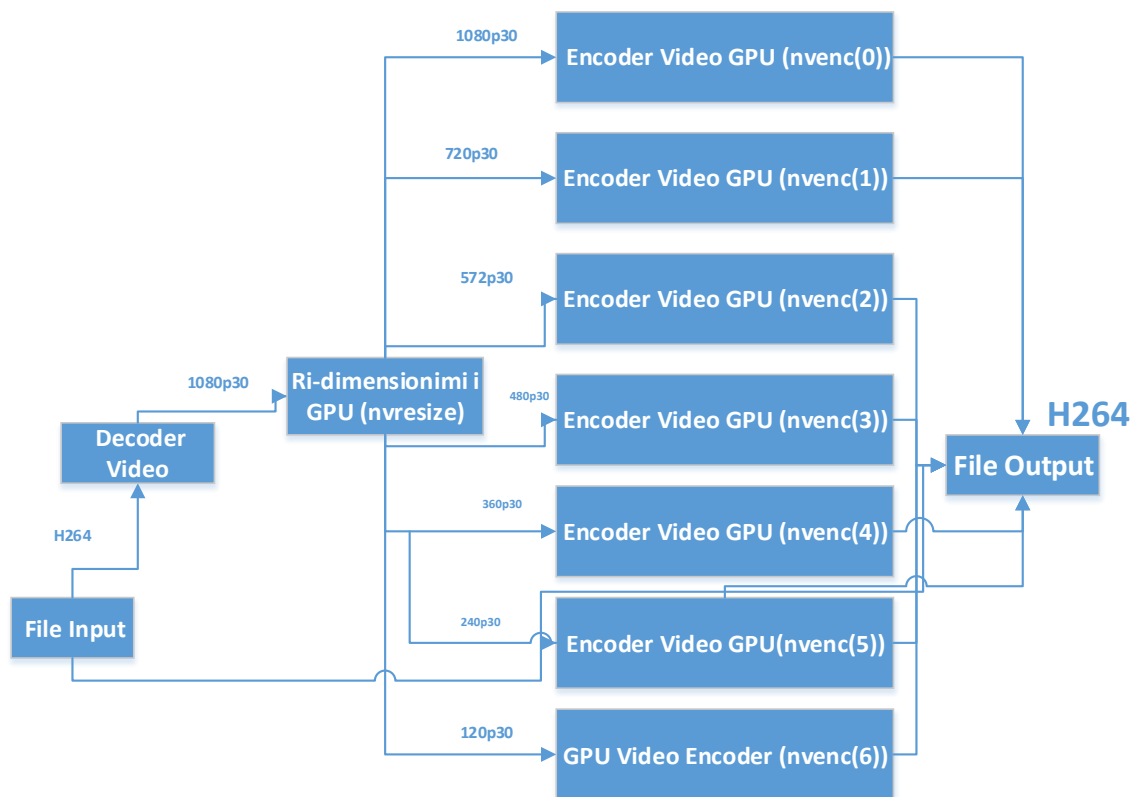 1080p30
Encoder Video GPU (nvenc(0))
720p30
Encoder Video GPU (nvenc(1))
572p30
Encoder Video GPU (nvenc(2))
1080p30
Ri-dimensionimi i
GPU (nvresize)
480p30
Encoder Video GPU (nvenc(3))
H264
Decoder
Video
File Output
360p30
Encoder Video GPU (nvenc(4))
H264
File Input
240p30
Encoder Video GPU(nvenc(5))
120p30
GPU Video Encoder (nvenc(6))